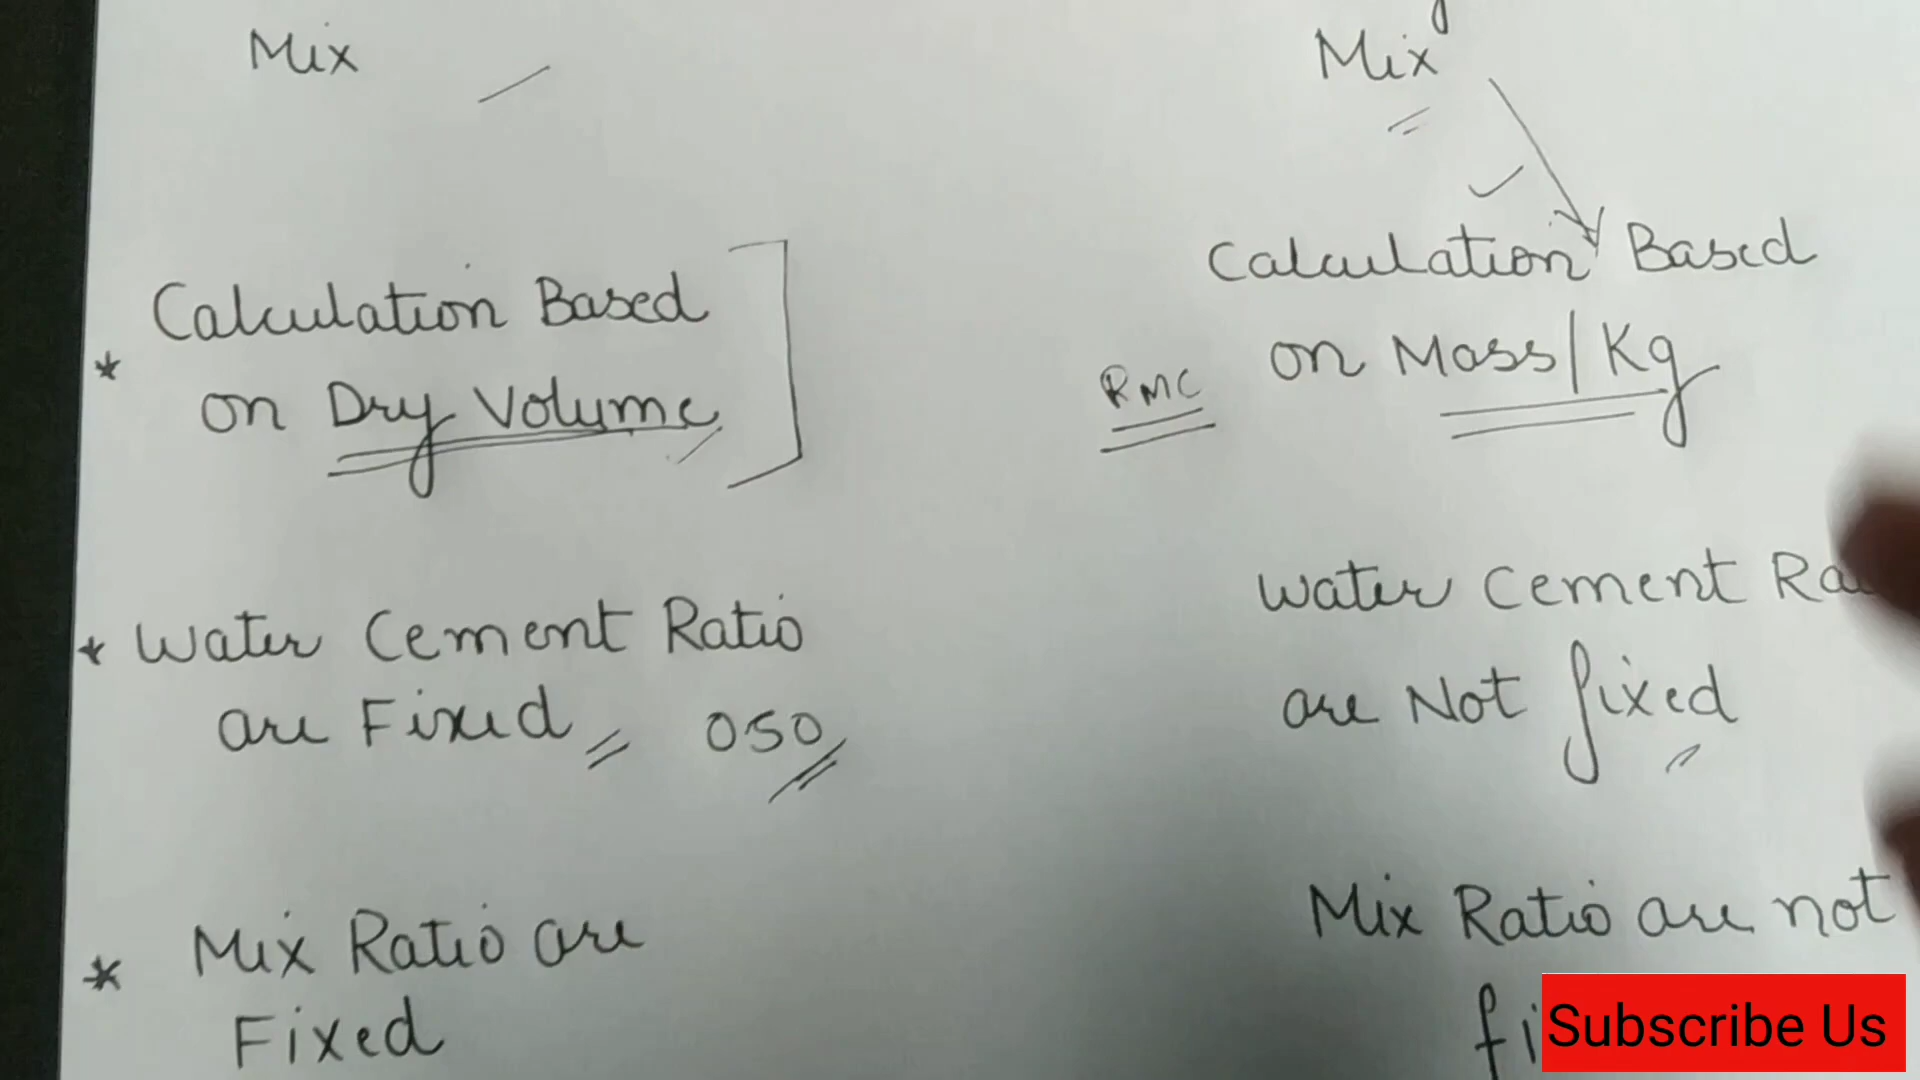 Mix
Calculation Based
on Dry Volume
* Water Cement Ratio
are Fixed 050
* Mix Ratio are
Fixed
Mix
Calculation Based
RMC on Mass/Kg
Water Cement
are Not fixed
Mix Ratio are not
Subscribe Us